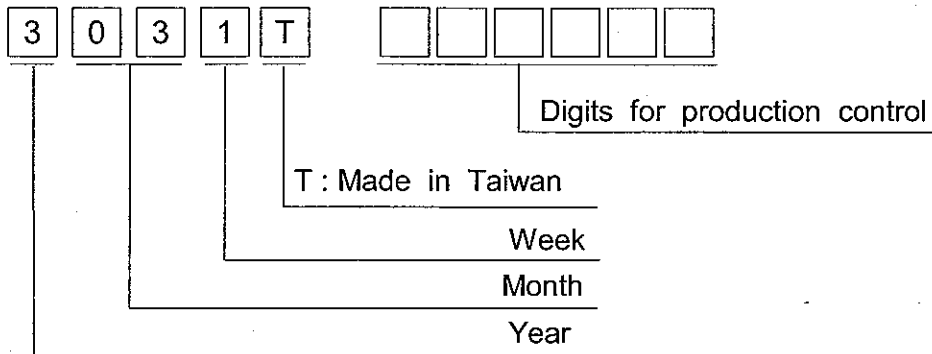 3 0 3 1 T
Digits for production control
T : Made in Taiwan
Week
Month
Year